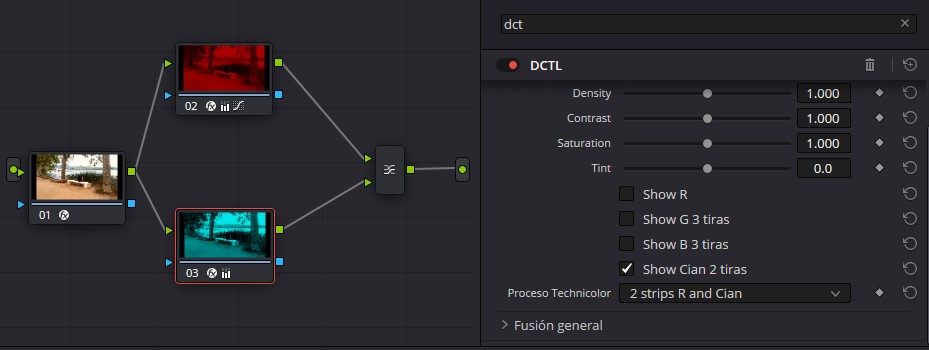 dct
DCTL
Density 1.000
Contrast 1.000
Saturation 1.000
Tint 0.0
Show R
Show G 3 tiras
Show B 3 tiras
Show Cian 2 tiras
Proceso Technicolor 2 strips R and Cian
Fusión general
02
01
03